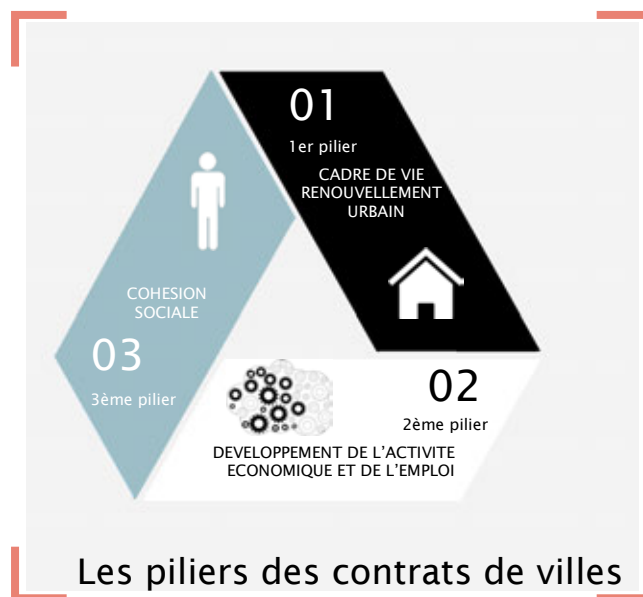 01
1er pilier
CADRE DE VIE
RENOUVELLEMENT
URBAIN
COHESION
SOCIALE
03
3ème pilier
02
2ème pilier
DEVELOPPEMENT DE L’ACTIVITE
ECONOMIQUE ET DE L’EMPLOI
Les piliers des contrats de villes